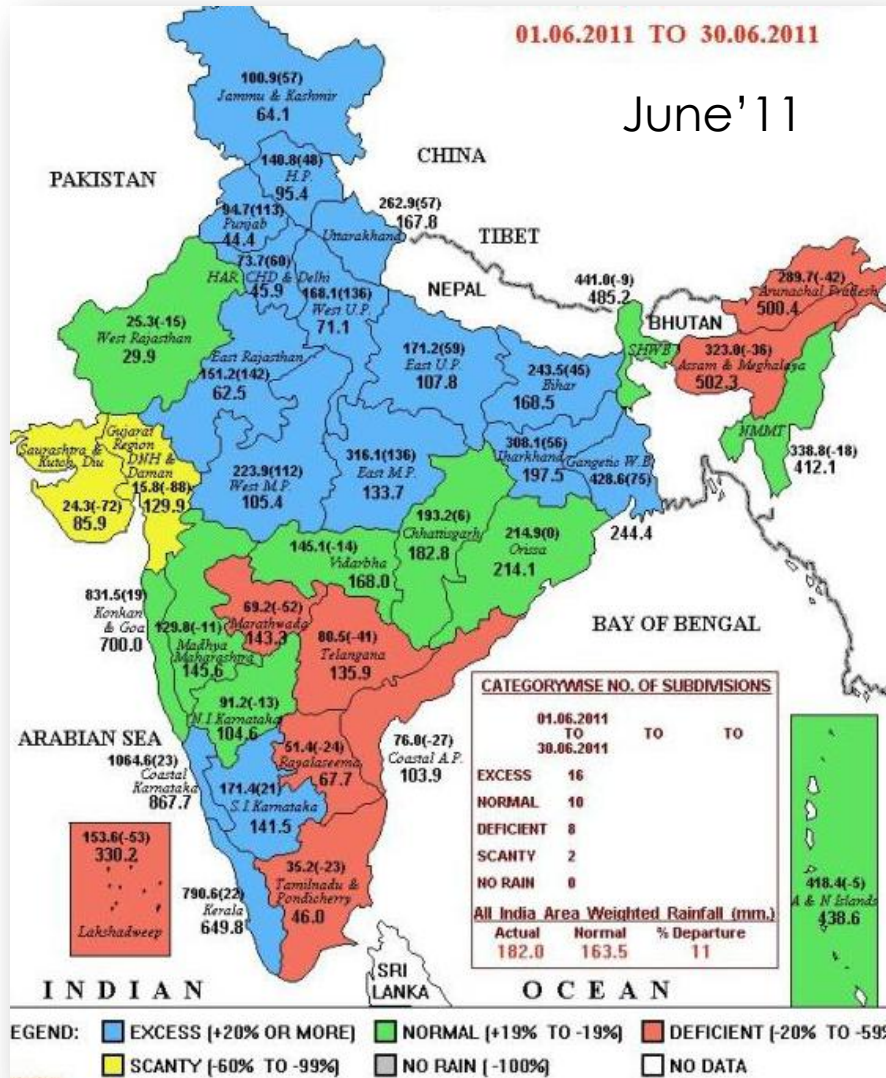 01.06.2011 TO 30.06.2011
June'11
100.9(57)
Jammu & Kashmir
64.1
CHINA
PAKISTAN
140.8(48)
H.P.
95.4
262.9(57)
167.8
Uttarakhand
94.7(113)
Punjab
44.4
TIBET
73.7(60)
HAR. CHD & Delhi
45.9
168.1(136)
West U.P.
71.1
NEPAL
441.0(-9)
485.2
289.7(-42)
Arunachal Pradesh
500.4
BHUTAN
25.3(-15)
West Rajasthan
29.9
SHWB
323.0(-36)
Assam & Meghalaya
502.3
East Rajasthan
151.2(142)
62.5
171.2(59)
East U.P.
107.8
243.5(45)
Bihar
168.5
NMMT
338.8(-18)
412.1
Saurashtra &
Kutch, Diu
24.3(-72)
85.9
Gujarat
Region
DNH &
Daman
15.8(-88)
129.9
223.9(112)
West M.P.
105.4
316.1(136)
East M.P.
133.7
308.1(56)
Jharkhand
197.5
Gangetic W.B
428.6(75)
244.4
193.2(6)
Chhattisgarh
182.8
214.9(0)
Orissa
214.1
145.1(-14)
Vidarbha
168.0
831.5(19)
Konkan
& Goa
700.0
129.8(-11)
Madhya
Maharashtra
145.6
69.2(-52)
Marathwada
143.3
80.5(-41)
Telangana
135.9
BAY OF BENGAL
91.2(-13)
N.I.Karnataka
104.6
ARABIAN SEA
1064.6(23)
Coastal
Karnataka
867.7
51.4(-24)
Rayalaseema
67.7
76.0(-27)
Coastal A.P.
103.9
171.4(21)
S.I.Karnataka
141.5
153.6(-53)
330.2
Lakshadweep
790.6(22)
Kerala
649.8
35.2(-23)
Tamilnadu &
Pondicherry
46.0
CATEGORYWISE NO. OF SUBDIVISIONS
01.06.2011
TO TO TO
30.06.2011
EXCESS 16
NORMAL 10
DEFICIENT 8
SCANTY 2
NO RAIN 0
All India Area Weighted Rainfall (mm.)
Actual Normal % Departure
182.0 163.5 11
418.4(-5)
A & N Islands
438.6
SRI
LANKA
INDIAN OCEAN
EGEND: EXCESS (+20% OR MORE) NORMAL (+19% TO -19%) DEFICIENT (-20% TO -59%
SCANTY (-60% TO -99%) NO RAIN (-100%) NO DATA